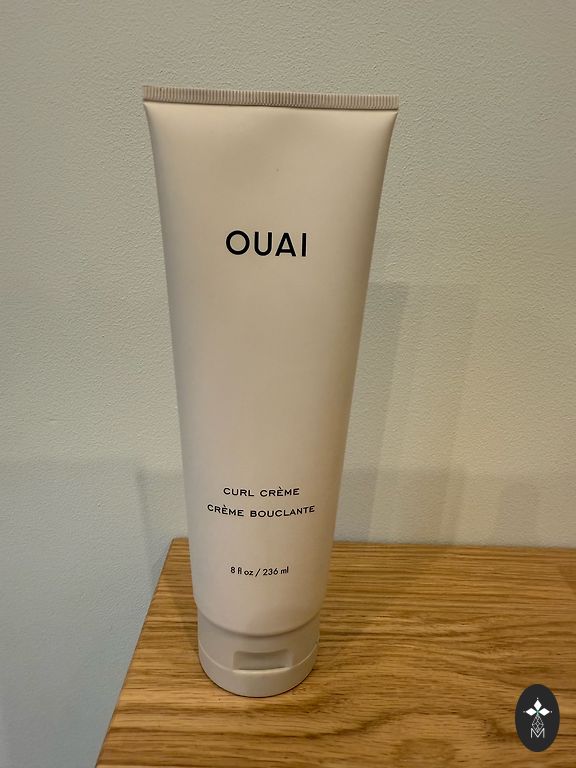 OUAI
CURL CRÈME
CRÈME BOUCLANTE
8 fl oz / 236 ml
M